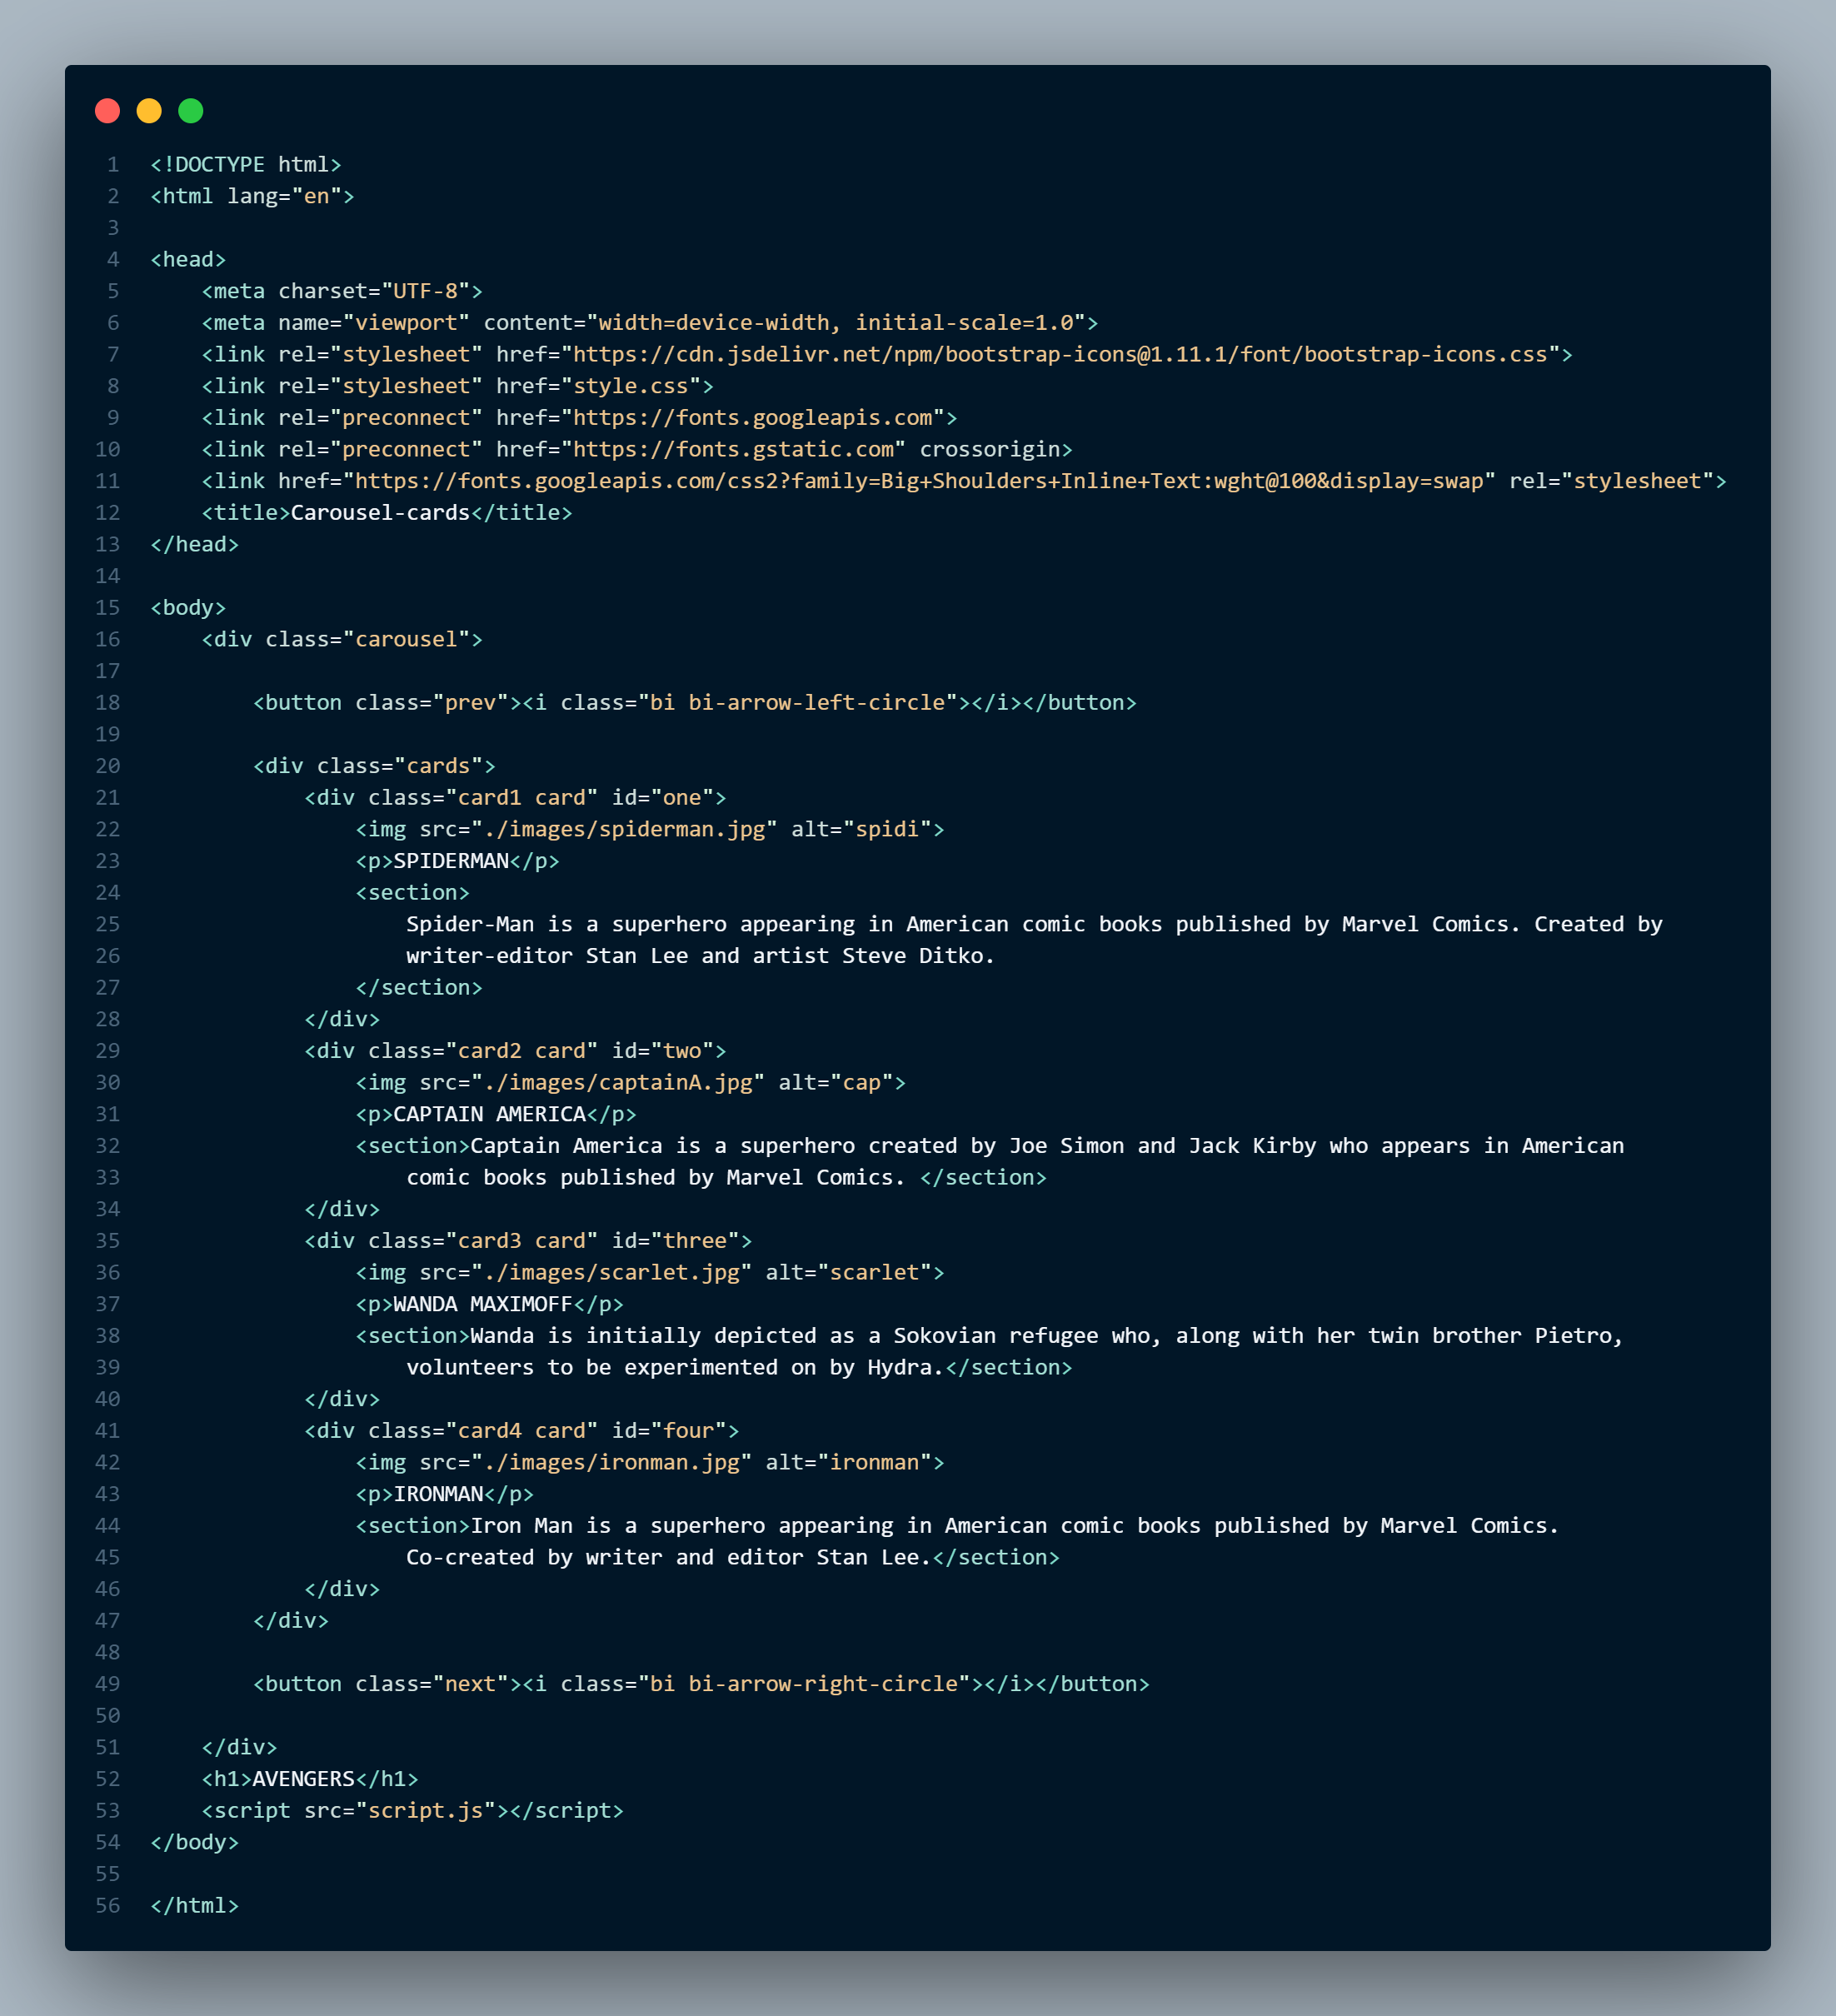 1 <!DOCTYPE html>
2 <html lang="en">
3
4 <head>
5     <meta charset="UTF-8">
6     <meta name="viewport" content="width=device-width, initial-scale=1.0">
7     <link rel="stylesheet" href="https://cdn.jsdelivr.net/npm/bootstrap-icons@1.11.1/font/bootstrap-icons.css">
8     <link rel="stylesheet" href="style.css">
9     <link rel="preconnect" href="https://fonts.googleapis.com">
10     <link rel="preconnect" href="https://fonts.gstatic.com" crossorigin>
11     <link href="https://fonts.googleapis.com/css2?family=Big+Shoulders+Inline+Text:wght@100&display=swap" rel="stylesheet">
12     <title>Carousel-cards</title>
13 </head>
14
15 <body>
16     <div class="carousel">
17
18         <button class="prev"><i class="bi bi-arrow-left-circle"></i></button>
19
20         <div class="cards">
21             <div class="card1 card" id="one">
22                 <img src="./images/spiderman.jpg" alt="spidi">
23                 <p>SPIDERMAN</p>
24                 <section>
25                     Spider-Man is a superhero appearing in American comic books published by Marvel Comics. Created by
26                     writer-editor Stan Lee and artist Steve Ditko.
27                 </section>
28             </div>
29             <div class="card2 card" id="two">
30                 <img src="./images/captainA.jpg" alt="cap">
31                 <p>CAPTAIN AMERICA</p>
32                 <section>Captain America is a superhero created by Joe Simon and Jack Kirby who appears in American
33                     comic books published by Marvel Comics. </section>
34             </div>
35             <div class="card3 card" id="three">
36                 <img src="./images/scarlet.jpg" alt="scarlet">
37                 <p>WANDA MAXIMOFF</p>
38                 <section>Wanda is initially depicted as a Sokovian refugee who, along with her twin brother Pietro,
39                     volunteers to be experimented on by Hydra.</section>
40             </div>
41             <div class="card4 card" id="four">
42                 <img src="./images/ironman.jpg" alt="ironman">
43                 <p>IRONMAN</p>
44                 <section>Iron Man is a superhero appearing in American comic books published by Marvel Comics.
45                     Co-created by writer and editor Stan Lee.</section>
46             </div>
47         </div>
48
49         <button class="next"><i class="bi bi-arrow-right-circle"></i></button>
50
51     </div>
52     <h1>AVENGERS</h1>
53     <script src="script.js"></script>
54 </body>
55
56 </html>